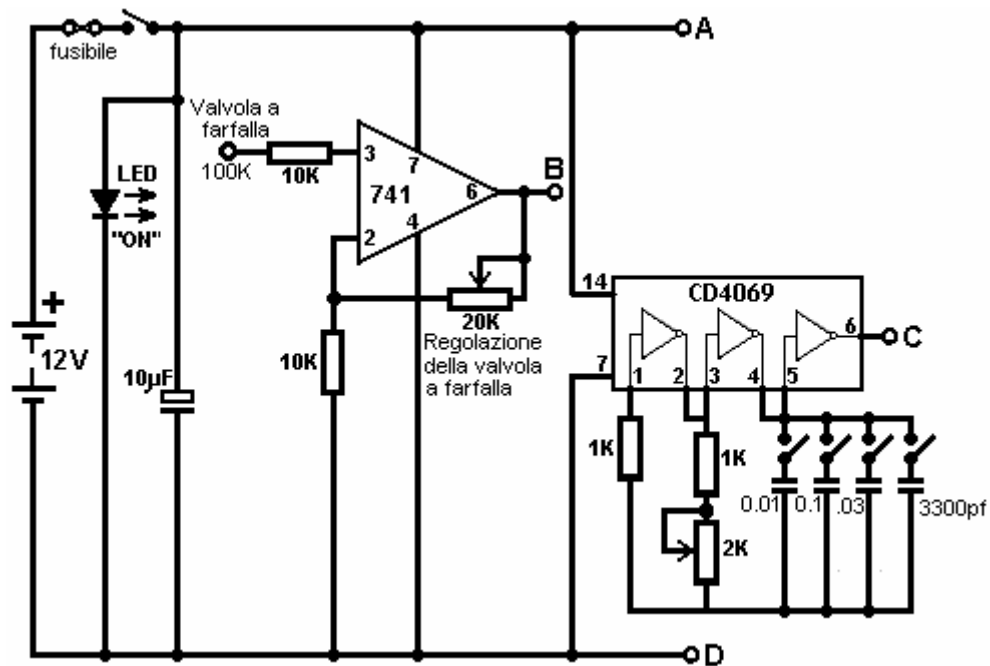 A
fusibile
Valvola a
farfalla
100K
10K
3
7
741
6
B
4
2
LED
"ON"
20K
Regolazione
della valvola
a farfalla
10K
+
12V
10µF
14
CD4069
6
C
7
1
2
3
4
5
1K
1K
2K
0.01
0.1
.03
3300pf
D